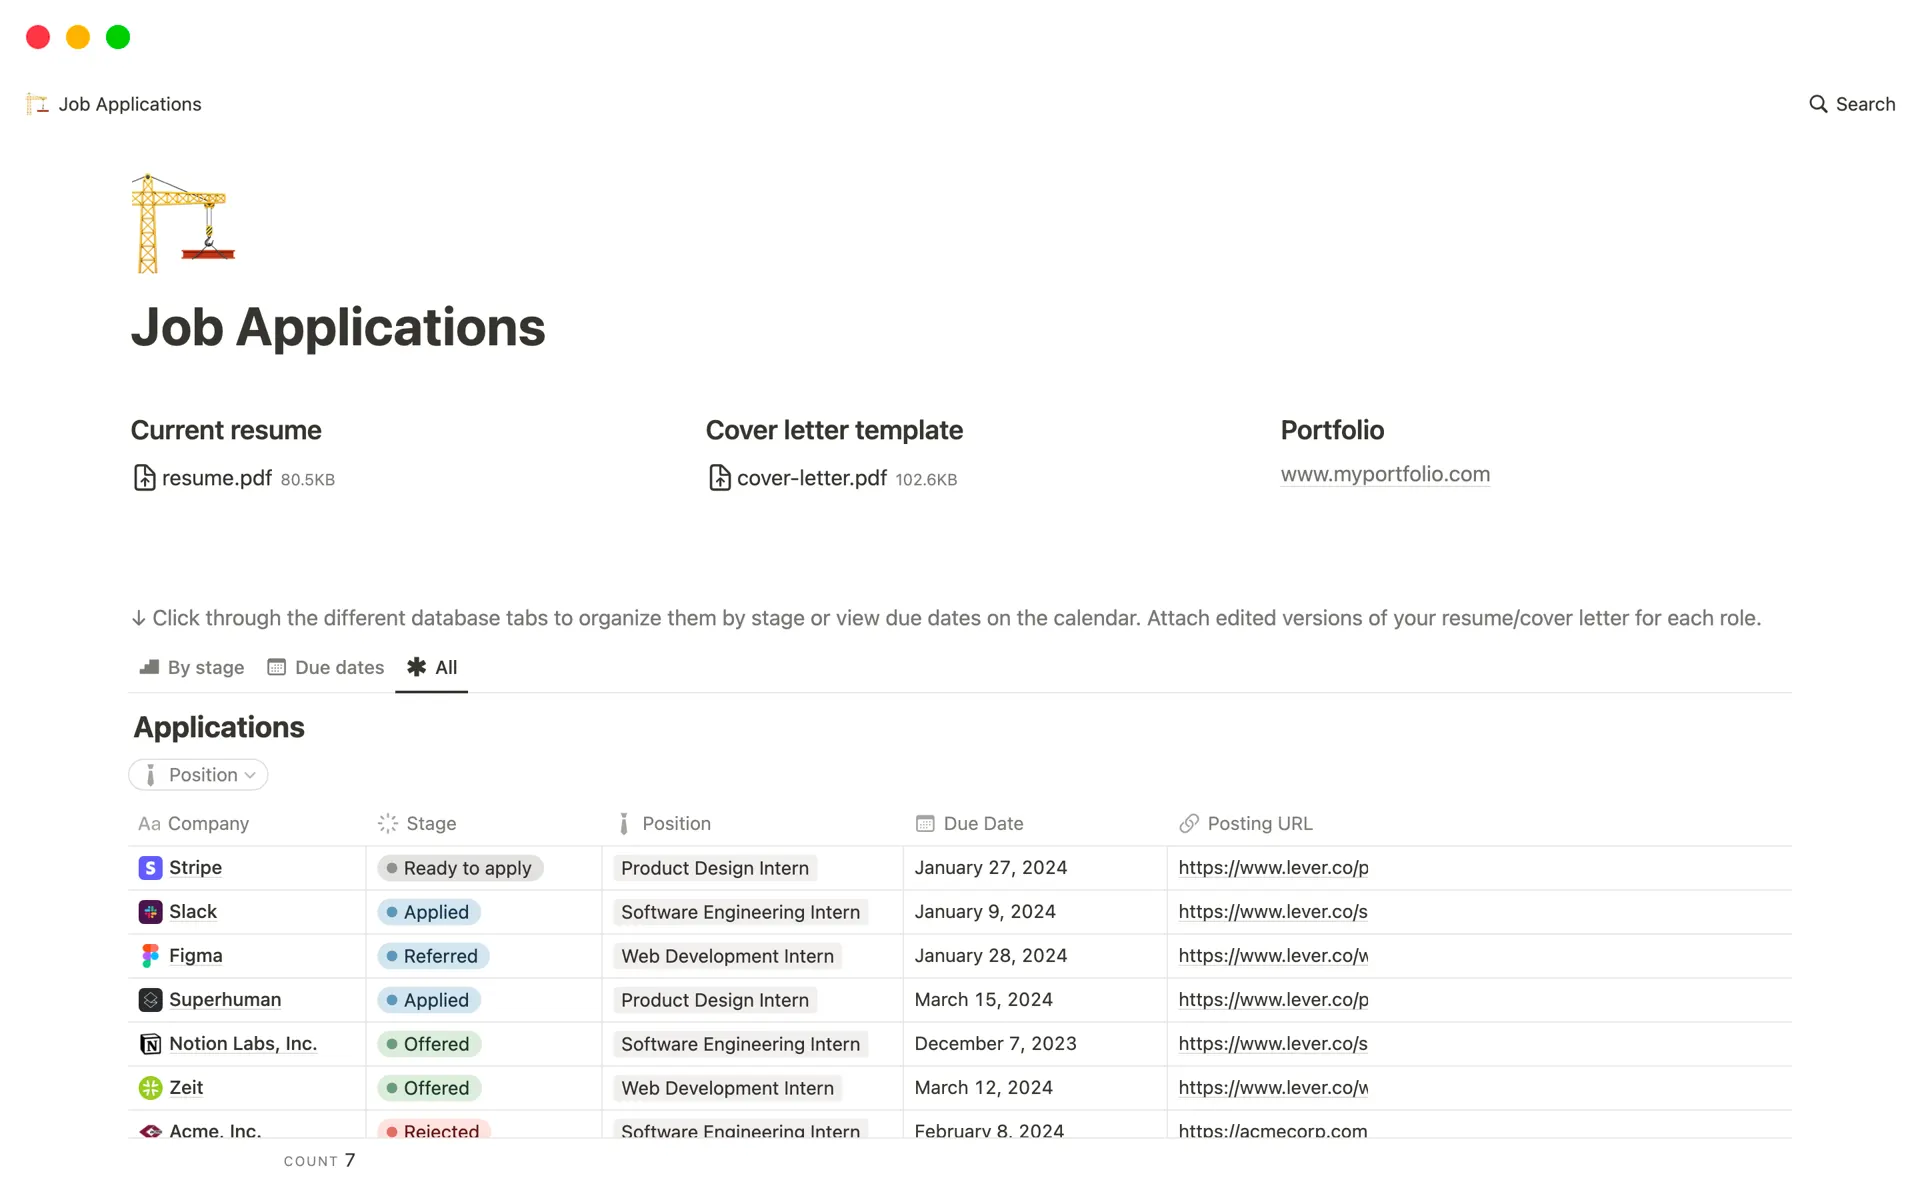 Job Applications
Search
Job Applications
Current resume
Cover letter template
Portfolio
resume.pdf 80.5KB
cover-letter.pdf 102.6KB
www.myportfolio.com
↓ Click through the different database tabs to organize them by stage or view due dates on the calendar. Attach edited versions of your resume/cover letter for each role.
By stage Due dates All
Applications
Position
Aa Company Stage Position Due Date Posting URL
Stripe Ready to apply Product Design Intern January 27, 2024 https://www.lever.co/p
Slack Applied Software Engineering Intern January 9, 2024 https://www.lever.co/s
Figma Referred Web Development Intern January 28, 2024 https://www.lever.co/w
Superhuman Applied Product Design Intern March 15, 2024 https://www.lever.co/p
Notion Labs, Inc. Offered Software Engineering Intern December 7, 2023 https://www.lever.co/s
Zeit Offered Web Development Intern March 12, 2024 https://www.lever.co/w
Acme, Inc. Rejected Software Engineering Intern February 8, 2024 https://acmecorp.com
COUNT 7